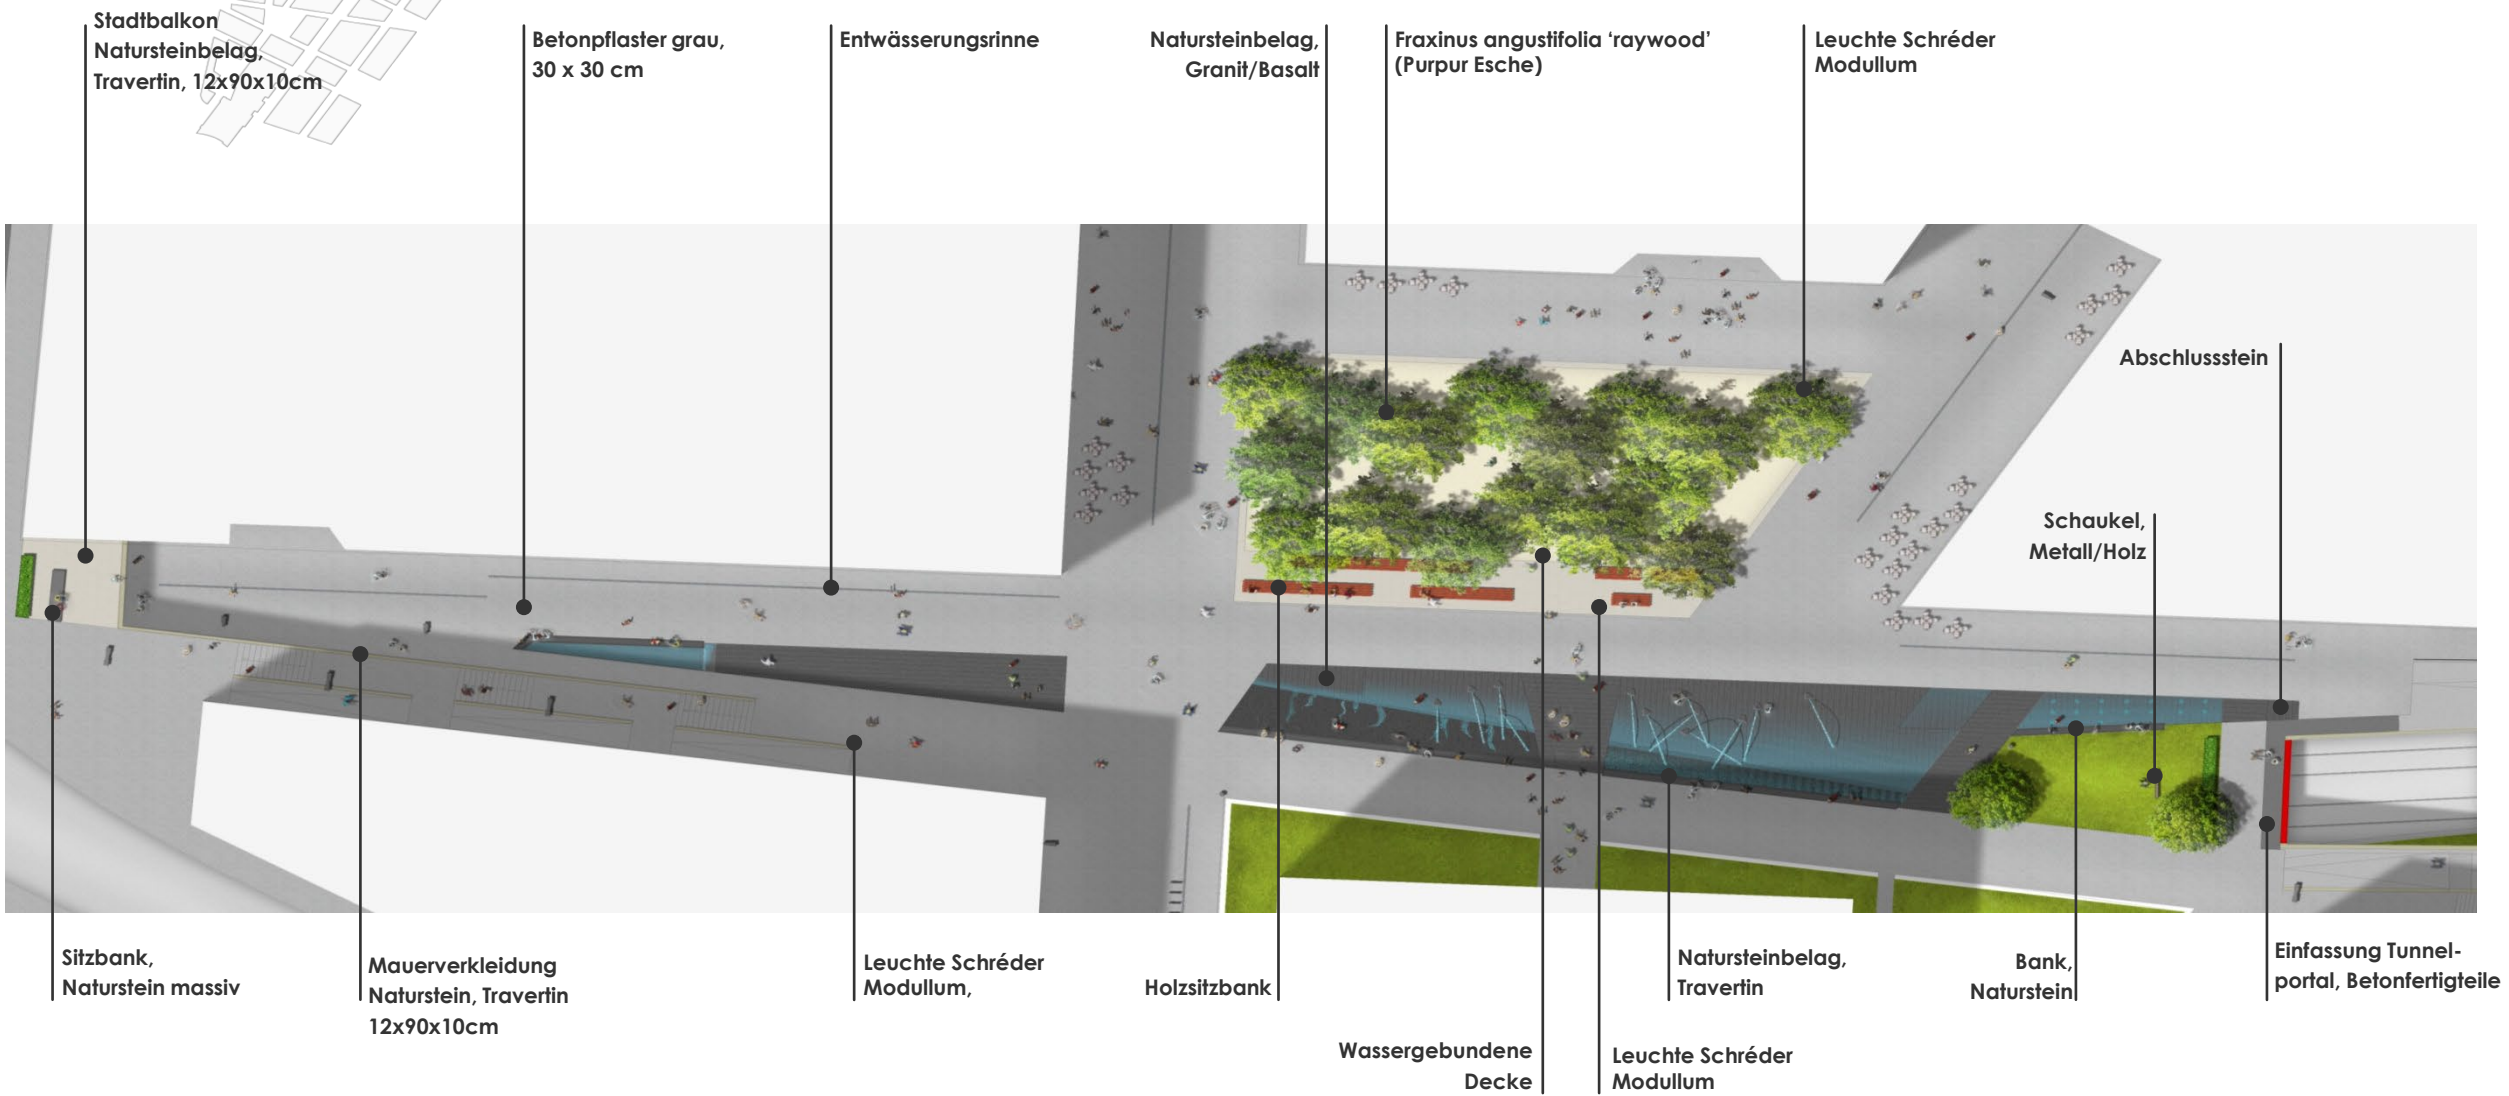 Stadtbalkon
Natursteinbelag,
Travertin, 12x90x10cm
Betonpflaster grau,
30 x 30 cm
Entwässerungsrinne
Natursteinbelag,
Granit/Basalt
Fraxinus angustifolia ‘raywood’
(Purpur Esche)
Leuchte Schréder
Modullum
Abschlussstein
Schaukel,
Metall/Holz
Sitzbank,
Naturstein massiv
Mauerverkleidung
Naturstein, Travertin
12x90x10cm
Leuchte Schréder
Modullum,
Holzsitzbank
Wassergebundene
Decke
Leuchte Schréder
Modullum
Natursteinbelag,
Travertin
Bank,
Naturstein
Einfassung Tunnel-
portal, Betonfertigteile